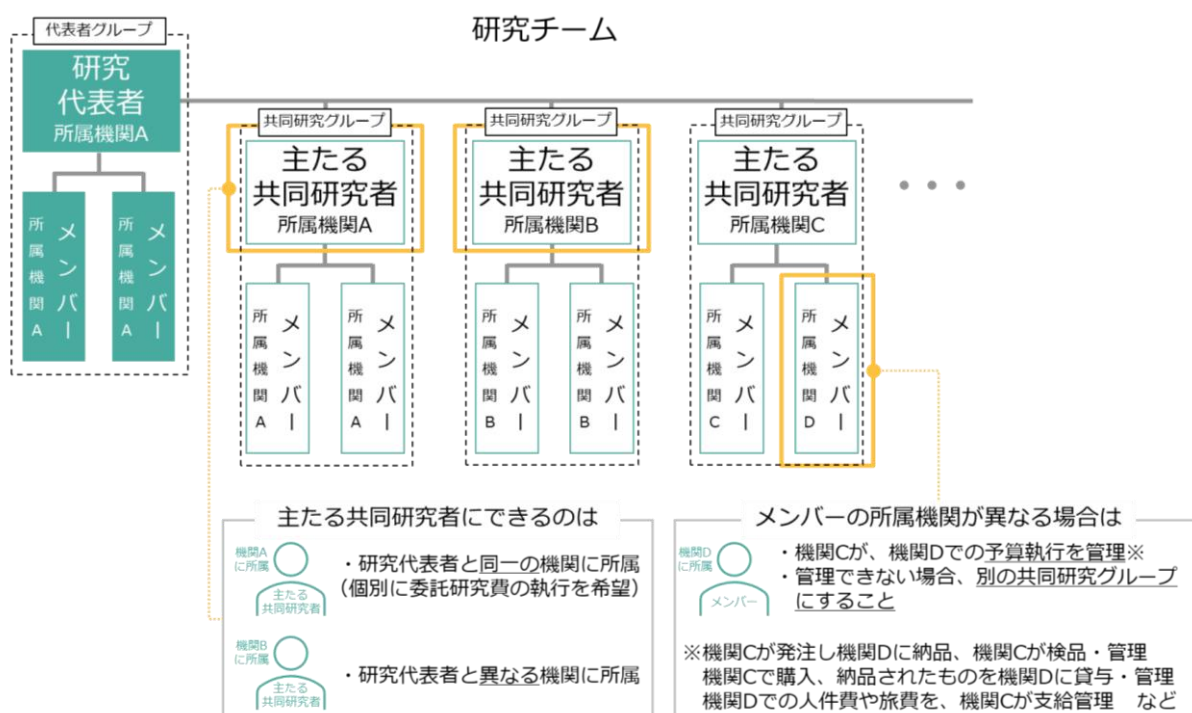 研究チーム
代表者グループ
研究
代表者
所属機関A
メンバー
所属機関A
メンバー
所属機関A
共同研究グループ
主たる
共同研究者
所属機関A
メンバー
所属機関A
メンバー
所属機関A
共同研究グループ
主たる
共同研究者
所属機関B
メンバー
所属機関B
メンバー
所属機関B
共同研究グループ
主たる
共同研究者
所属機関C
メンバー
所属機関C
メンバー
所属機関D
・・・
主たる共同研究者にできるのは
機関A
に所属
主たる
共同研究者
・研究代表者と同一の機関に所属
（個別に委託研究費の執行を希望）
機関B
に所属
主たる
共同研究者
・研究代表者と異なる機関に所属
メンバーの所属機関が異なる場合は
機関D
に所属
メンバー
・機関Cが、機関Dでの予算執行を管理※
・管理できない場合、別の共同研究グループ
にすること
※機関Cが発注し機関Dに納品、機関Cが検品・管理
機関Cで購入、納品されたものを機関Dに貸与・管理
機関Dでの人件費や旅費を、機関Cが支給管理　など